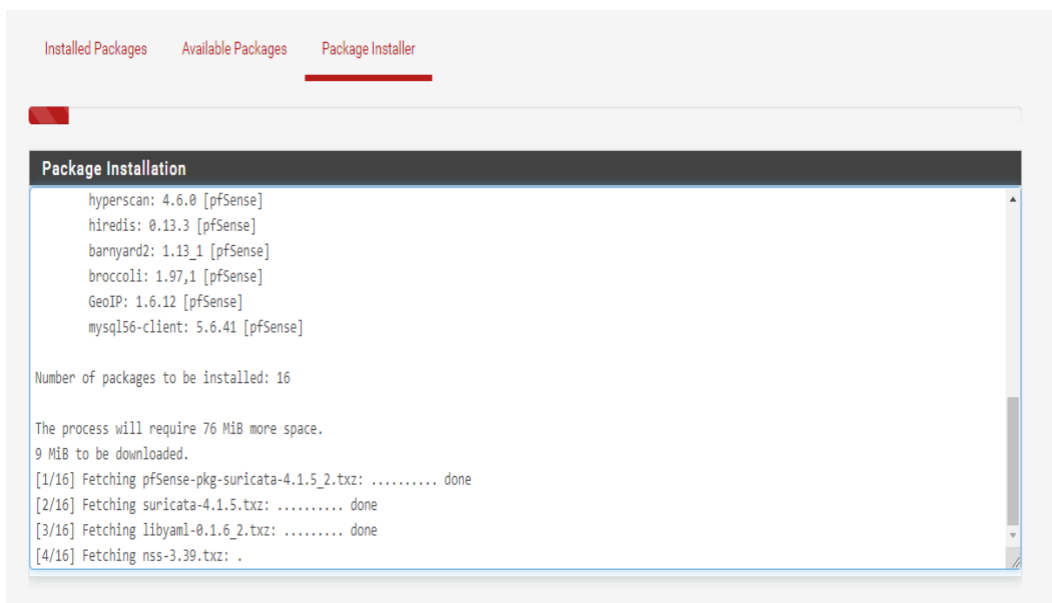 Installed Packages Available Packages Package Installer
Package Installation
hyperscan: 4.6.0 [pfSense]
hiredis: 0.13.3 [pfSense]
barnyard2: 1.13_1 [pfSense]
broccoli: 1.97,1 [pfSense]
GeoIP: 1.6.12 [pfSense]
mysql56-client: 5.6.41 [pfSense]
Number of packages to be installed: 16
The process will require 76 MiB more space.
9 MiB to be downloaded.
[1/16] Fetching pfSense-pkg-suricata-4.1.5_2.txz: .......... done
[2/16] Fetching suricata-4.1.5.txz: .......... done
[3/16] Fetching libyaml-0.1.6_2.txz: ......... done
[4/16] Fetching nss-3.39.txz: .